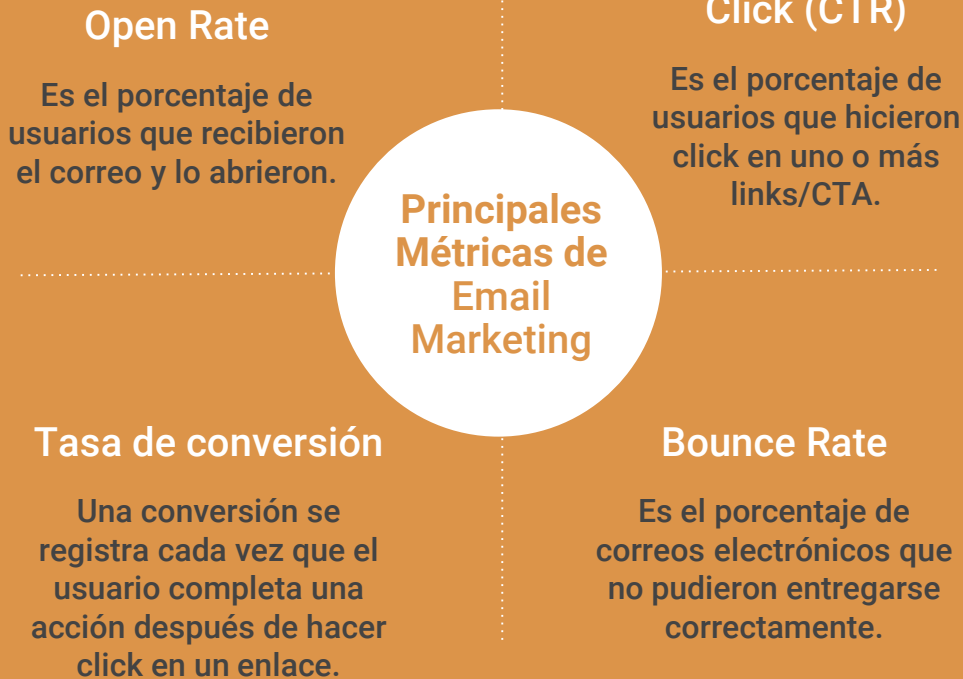 Open Rate
Es el porcentaje de
usuarios que recibieron
el correo y lo abrieron.
Click (CTR)
Es el porcentaje de
usuarios que hicieron
click en uno o más
links/CTA.
Principales
Métricas de
Email
Marketing
Tasa de conversión
Una conversión se
registra cada vez que el
usuario completa una
acción después de hacer
click en un enlace.
Bounce Rate
Es el porcentaje de
correos electrónicos que
no pudieron entregarse
correctamente.